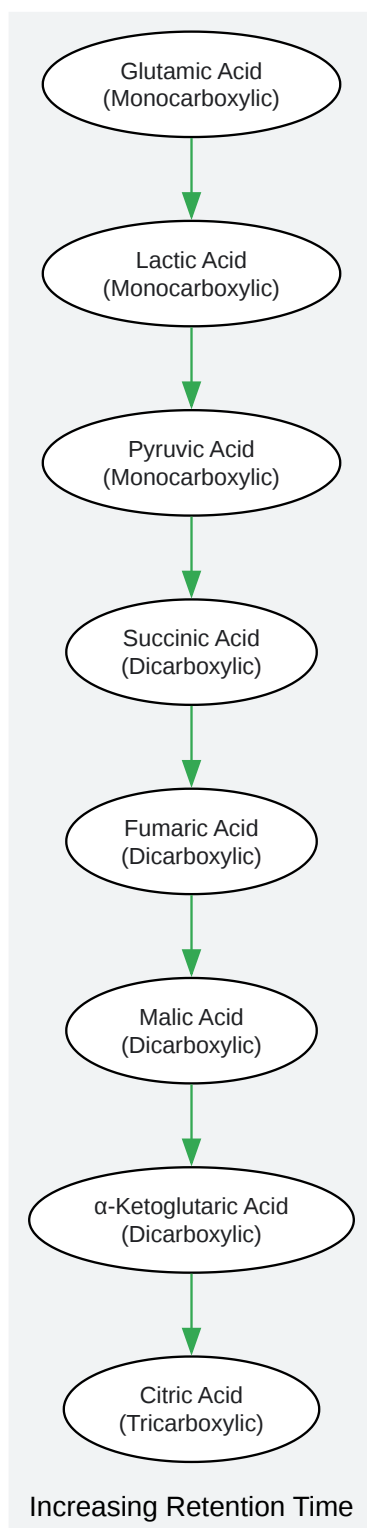 Glutamic Acid
(Monocarboxylic)
Lactic Acid
(Monocarboxylic)
Pyruvic Acid
(Monocarboxylic)
Succinic Acid
(Dicarboxylic)
Fumaric Acid
(Dicarboxylic)
Malic Acid
(Dicarboxylic)
α-Ketoglutaric Acid
(Dicarboxylic)
Citric Acid
(Tricarboxylic)
Increasing Retention Time